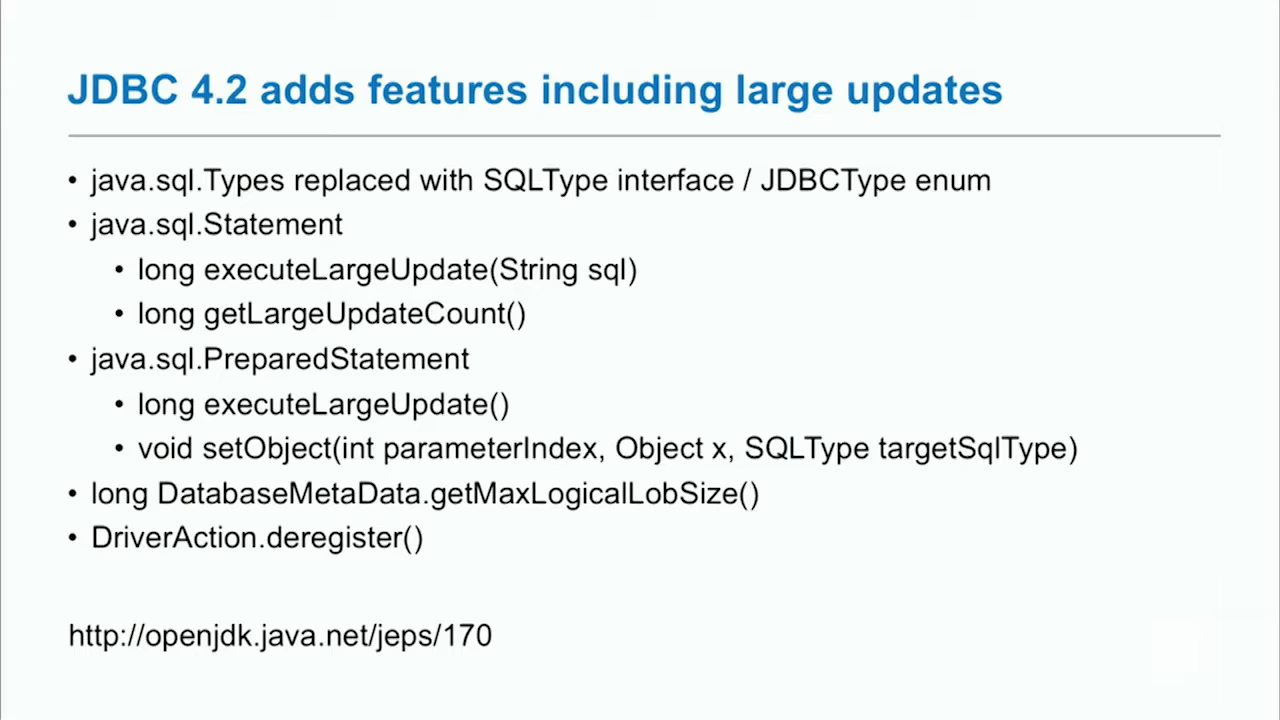 JDBC 4.2 adds features including large updates
• java.sql.Types replaced with SQLType interface / JDBCType enum
• java.sql.Statement
• long executeLargeUpdate(String sql)
• long getLargeUpdateCount()
• java.sql.PreparedStatement
• long executeLargeUpdate()
• void setObject(int parameterIndex, Object x, SQLType targetSqlType)
• long DatabaseMetaData.getMaxLogicalLobSize()
• DriverAction.deregister()
http://openjdk.java.net/jeps/170